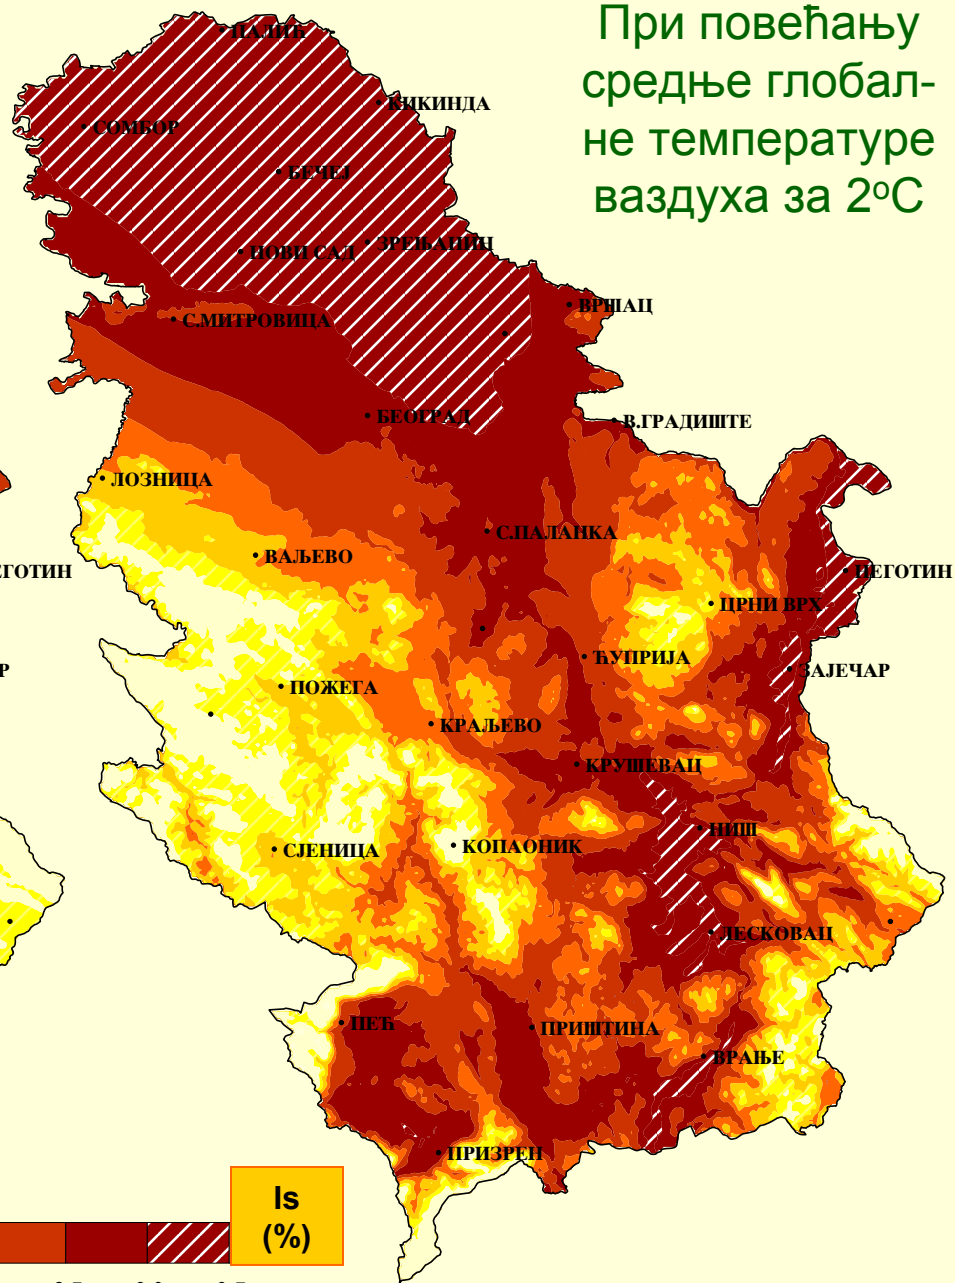 При повећању
средње глобал-
не температуре
ваздуха за 2°С
ПАЛИЋ
КИКИНДА
СОМБОР
БЕЧЕЈ
ЗРЕЊАНИН
НОВИ САД
ВРШАЦ
С.МИТРОВИЦА
БЕОГРАД
В.ГРАДИШТЕ
ЛОЗНИЦА
С.ПАЛАНКА
ВАЉЕВО
ЕГОТИН
НЕГОТИН
ЦРНИ ВРХ
ЋУПРИЈА
Р
ЗАЈЕЧАР
ПОЖЕГА
КРАЉЕВО
КРУШЕВАЦ
НИШ
СЈЕНИЦА
КОПАОНИК
ЛЕСКОВАЦ
ПЕЋ
ПРИШТИНА
ВРАЊЕ
ПРИЗРЕН
Is
(%)